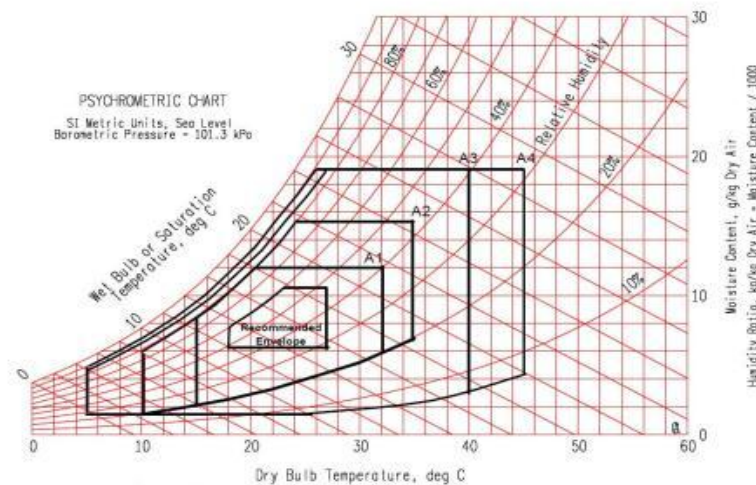 PSYCHROMETRIC CHART
SI Metric Units, Sea Level
Barometric Pressure - 101.3 kPa
Wet Bulb or Saturation
Temperature, deg C
0
10
20
30
80%
60%
40%
20%
10%
Relative Humidity
A3
A4
A2
A1
Recommended
Envelope
30
20
10
0
Moisture Content, g/kg Dry Air
Humidity Ratio, kg/kg Dry Air = Moisture Content / 1000
0
10
20
30
40
50
60
Dry Bulb Temperature, deg C